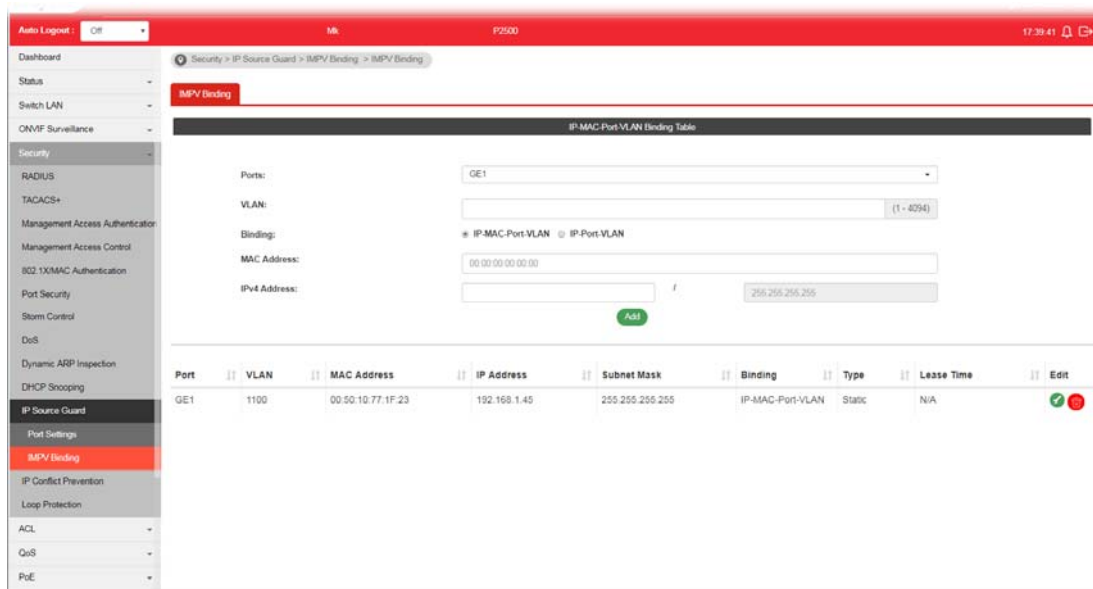 Auto Logout : Off Mk P2500 17:39:41
Dashboard
Security > IP Source Guard > IMPV Binding > IMPV Binding
Status
IMPV Binding
Switch LAN
ONVIF Surveillance
IP-MAC-Port-VLAN Binding Table
Security
RADIUS
Ports: GE1
TACACS+
VLAN: (1 - 4094)
Management Access Authentication
Binding: IP-MAC-Port-VLAN IP-Port-VLAN
Management Access Control
MAC Address: 00:00:00:00:00:00
802.1X/MAC Authentication
Port Security
IPv4 Address: / 255.255.255.255
Storm Control
Add
DoS
Dynamic ARP Inspection
Port VLAN MAC Address IP Address Subnet Mask Binding Type Lease Time Edit
DHCP Snooping
GE1 1100 00:50:10:77:1F:23 192.168.1.45 255.255.255.255 IP-MAC-Port-VLAN Static N/A
IP Source Guard
Port Settings
IMPV Binding
IP Conflict Prevention
Loop Protection
ACL
QoS
PoE